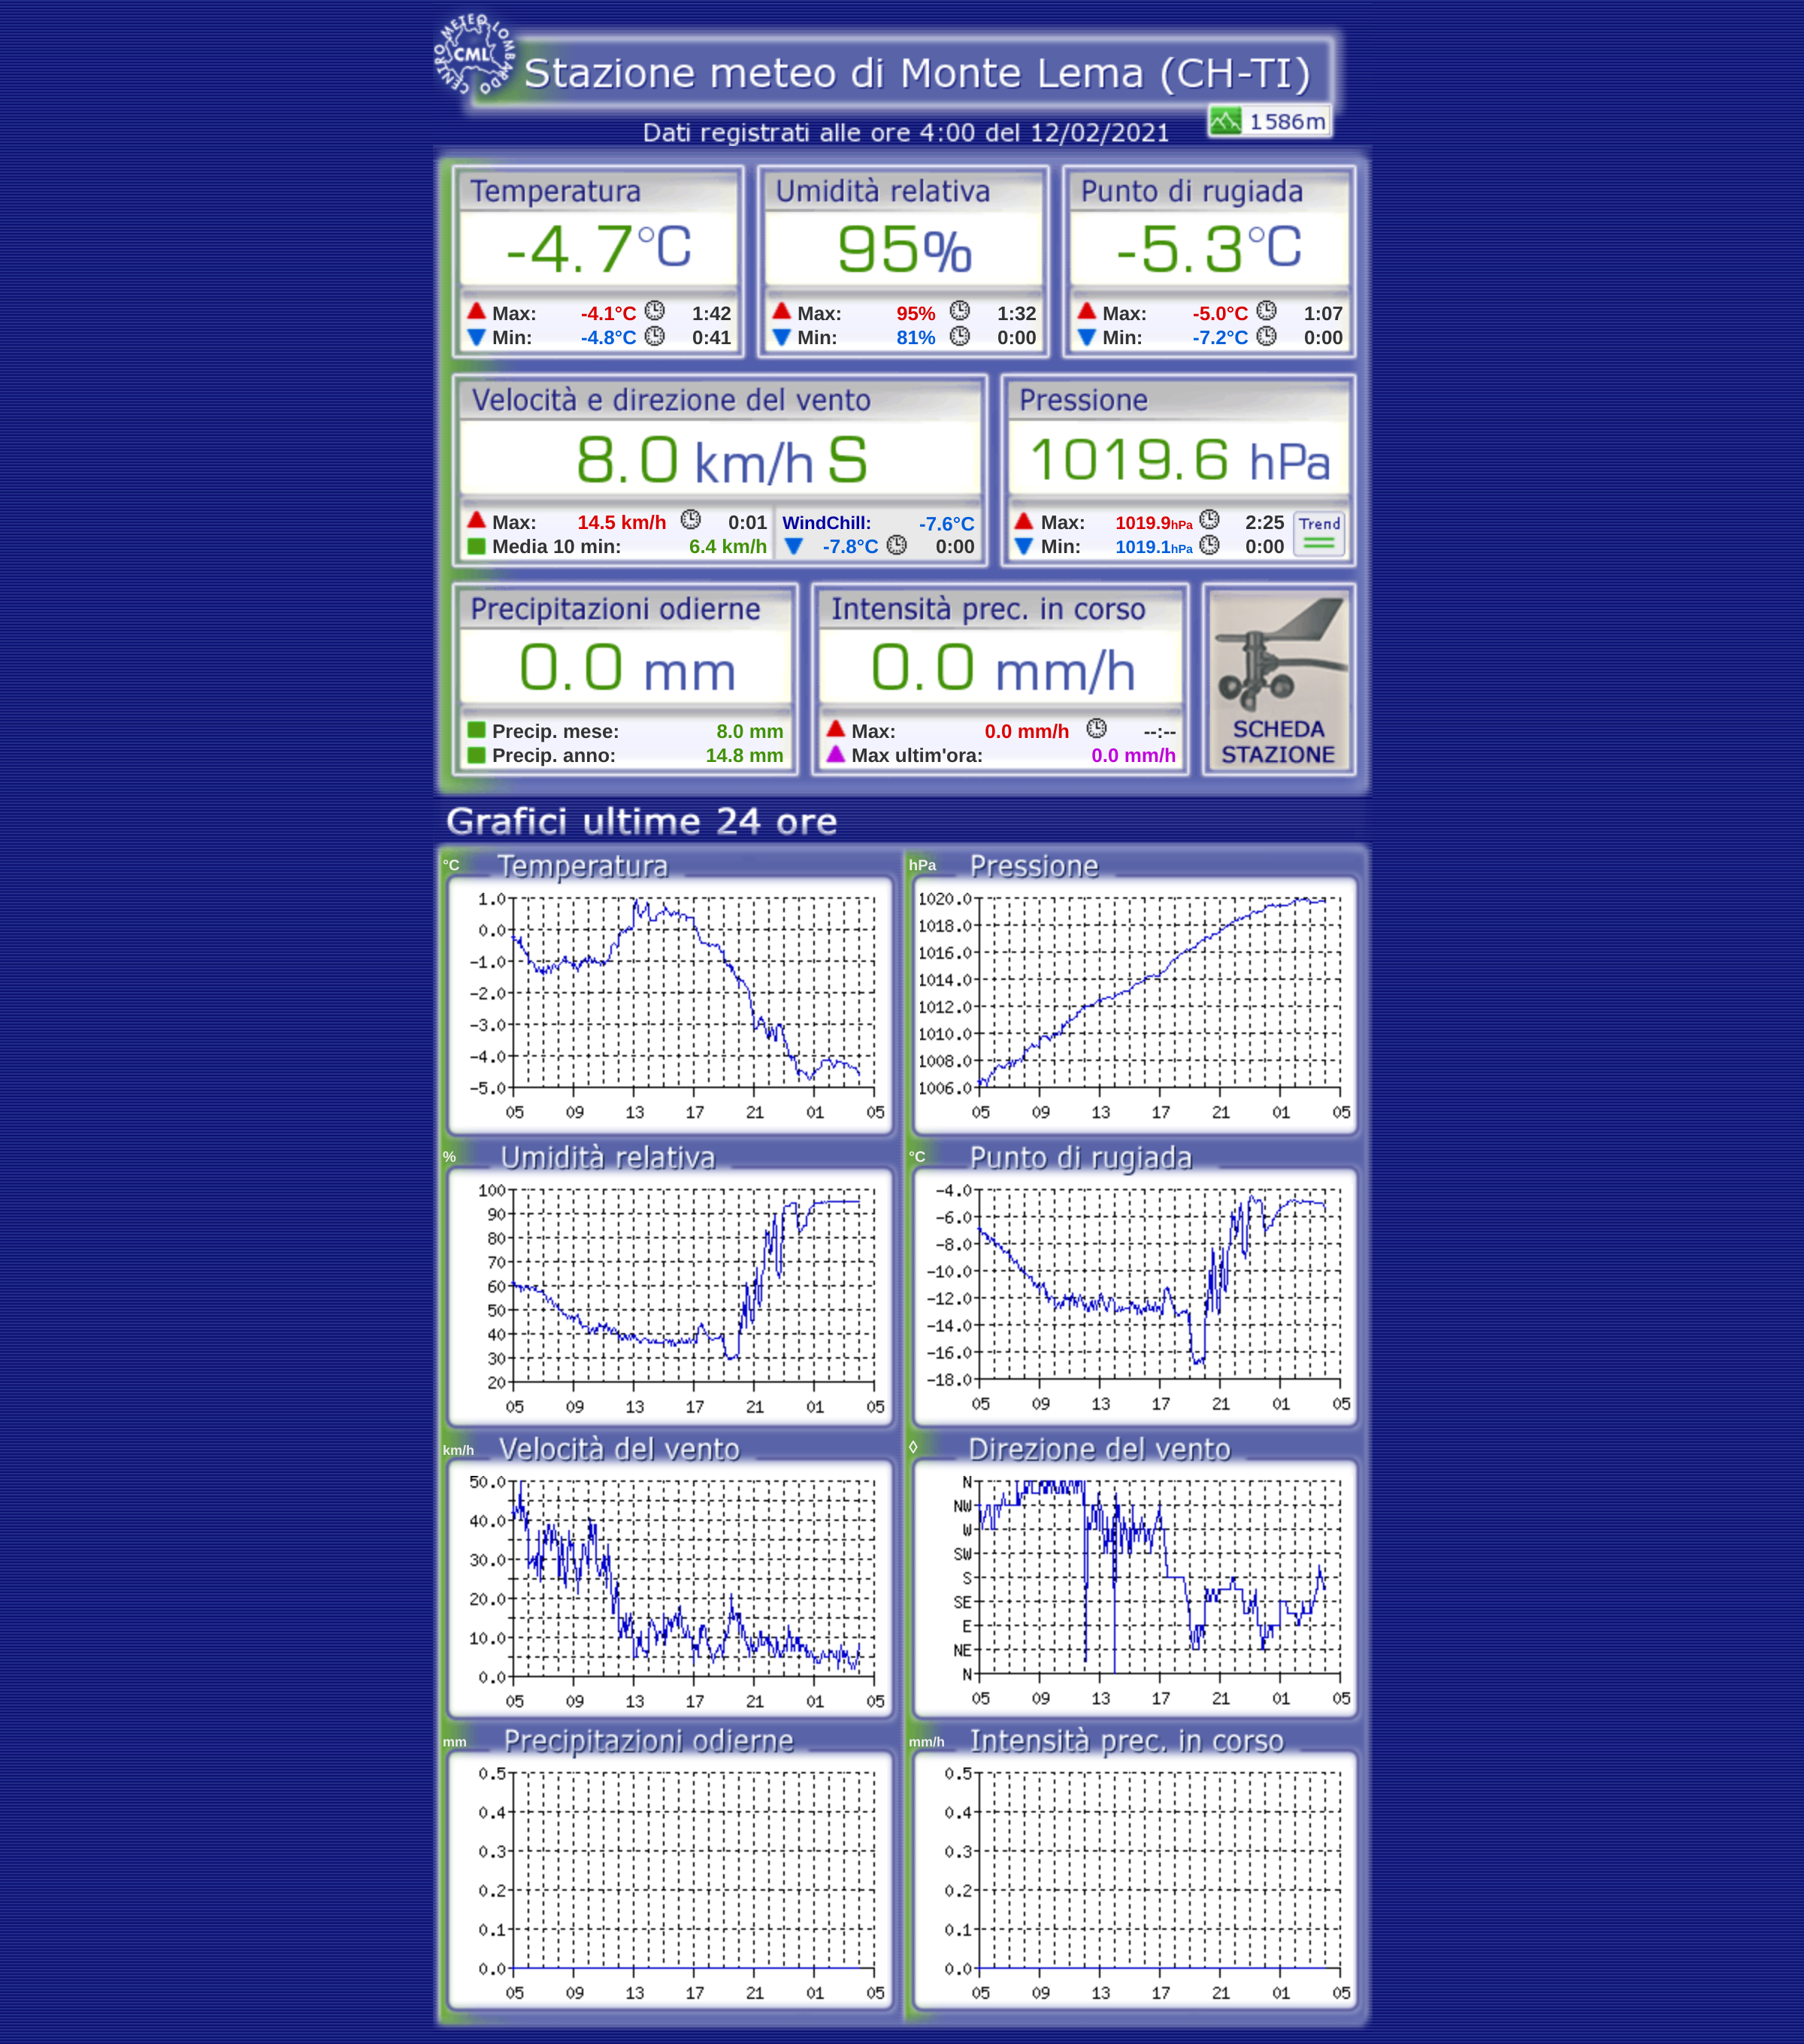 CENTRO METEO LOMBARDO
CML
Stazione meteo di Monte Lema (CH-TI)
1586m
Dati registrati alle ore 4:00 del 12/02/2021
Temperatura Umidità relativa Punto di rugiada
-4.7°C 95% -5.3°C
Max: -4.1°C 1:42 Max: 95% 1:32 Max: -5.0°C 1:07
Min: -4.8°C 0:41 Min: 81% 0:00 Min: -7.2°C 0:00
Velocità e direzione del vento Pressione
8.0 km/h S 1019.6 hPa
Max: 14.5 km/h 0:01 WindChill: -7.6°C Max: 1019.9hPa 2:25 Trend
Media 10 min: 6.4 km/h -7.8°C 0:00 Min: 1019.1hPa 0:00
Precipitazioni odierne Intensità prec. in corso
0.0 mm 0.0 mm/h
Precip. mese: 8.0 mm Max: 0.0 mm/h --:-- SCHEDA
Precip. anno: 14.8 mm Max ultim'ora: 0.0 mm/h STAZIONE
Grafici ultime 24 ore
°C Temperatura
1.0
0.0
-1.0
-2.0
-3.0
-4.0
-5.0
05 09 13 17 21 01 05
hPa Pressione
1020.0
1018.0
1016.0
1014.0
1012.0
1010.0
1008.0
1006.0
05 09 13 17 21 01 05
% Umidità relativa
100
90
80
70
60
50
40
30
20
05 09 13 17 21 01 05
°C Punto di rugiada
-4.0
-6.0
-8.0
-10.0
-12.0
-14.0
-16.0
-18.0
05 09 13 17 21 01 05
km/h Velocità del vento
50.0
40.0
30.0
20.0
10.0
0.0
05 09 13 17 21 01 05
◊ Direzione del vento
N
NW
W
SW
S
SE
E
NE
N
05 09 13 17 21 01 05
mm Precipitazioni odierne
0.5
0.4
0.3
0.2
0.1
0.0
05 09 13 17 21 01 05
mm/h Intensità prec. in corso
0.5
0.4
0.3
0.2
0.1
0.0
05 09 13 17 21 01 05